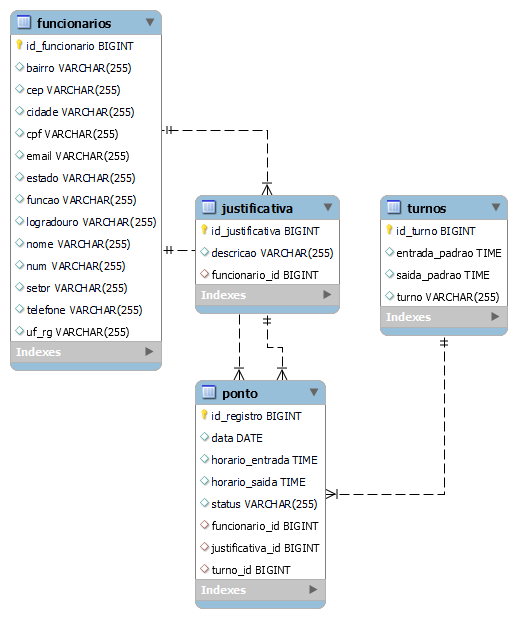 funcionarios
id_funcionario BIGINT
bairro VARCHAR(255)
cep VARCHAR(255)
cidade VARCHAR(255)
cpf VARCHAR(255)
email VARCHAR(255)
estado VARCHAR(255)
funcao VARCHAR(255)
logradouro VARCHAR(255)
nome VARCHAR(255)
num VARCHAR(255)
setor VARCHAR(255)
telefone VARCHAR(255)
uf_rg VARCHAR(255)
Indexes
justificativa
id_justificativa BIGINT
descricao VARCHAR(255)
funcionario_id BIGINT
Indexes
turnos
id_turno BIGINT
entrada_padrao TIME
saida_padrao TIME
turno VARCHAR(255)
Indexes
ponto
id_registro BIGINT
data DATE
horario_entrada TIME
horario_saida TIME
status VARCHAR(255)
funcionario_id BIGINT
justificativa_id BIGINT
turno_id BIGINT
Indexes